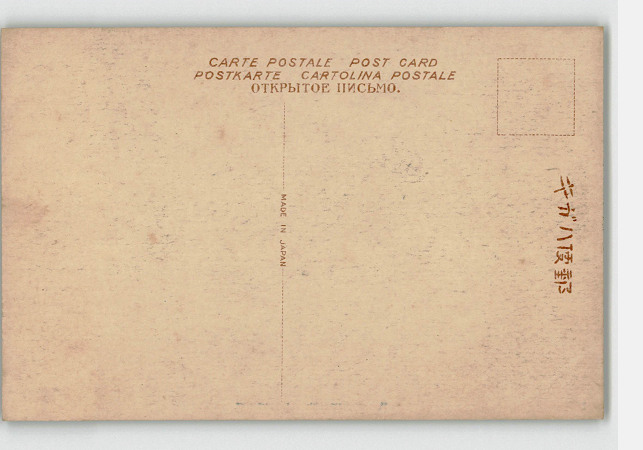 CARTE POSTALE POST CARD
POSTKARTE CARTOLINA POSTALE
ОТКРЫТОЕ ПИСЬМО.
MADE IN JAPAN
郵便ハガキ